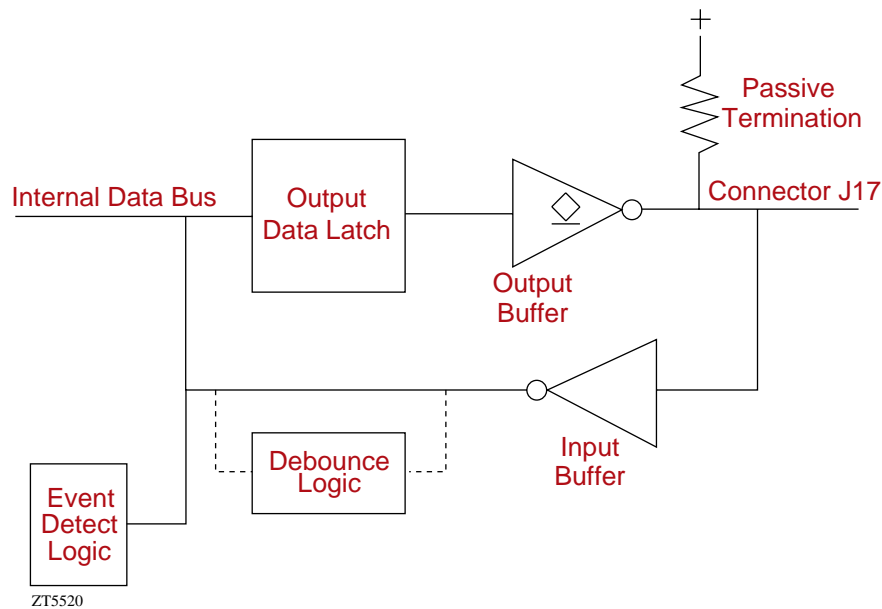 +
Passive
Termination
Internal Data Bus
Output
Data Latch
Connector J17
Output
Buffer
Debounce
Logic
Input
Buffer
Event
Detect
Logic
ZT5520